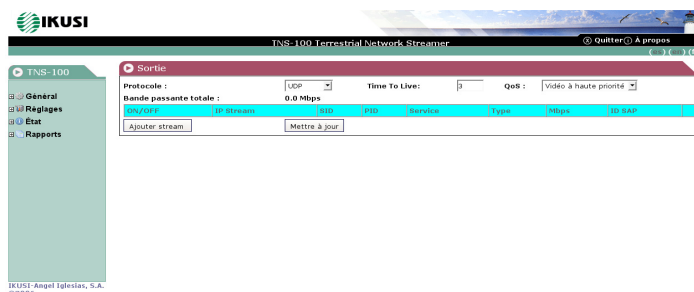 IKUSI
TNS-100 Terrestrial Network Streamer
Quitter À propos
TNS-100
Général
Réglages
État
Rapports
Sortie
Protocole : UDP Time To Live: 3 QoS : Vidéo à haute priorité
Bande passante totale : 0.0 Mbps
ON/OFF IP Stream SID PID Service Type Mbps ID SAP
Ajouter stream Mettre à jour
IKUSI-Angel Iglesias, S.A.